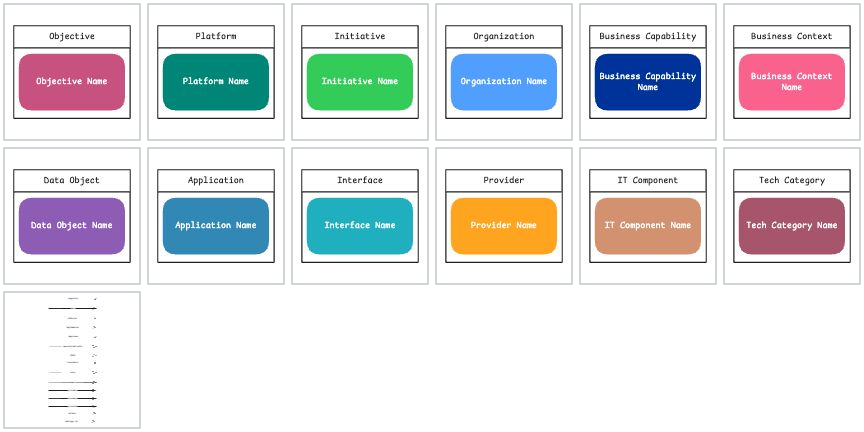 Objective
Objective Name
Platform
Platform Name
Initiative
Initiative Name
Organization
Organization Name
Business Capability
Business Capability
Name
Business Context
Business Context
Name
Data Object
Data Object Name
Application
Application Name
Interface
Interface Name
Provider
Provider Name
IT Component
IT Component Name
Tech Category
Tech Category Name